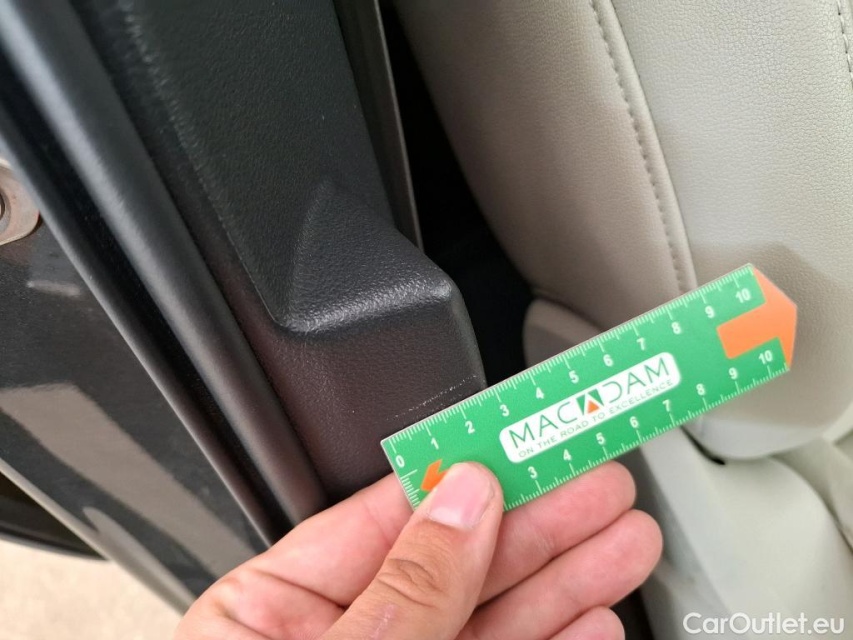 0 1 2 3 4 5 6 7 8 9 10
MACADAM
ON THE ROAD TO EXCELLENCE
3 4 5 6 7 8 9 10
CarOutlet.eu